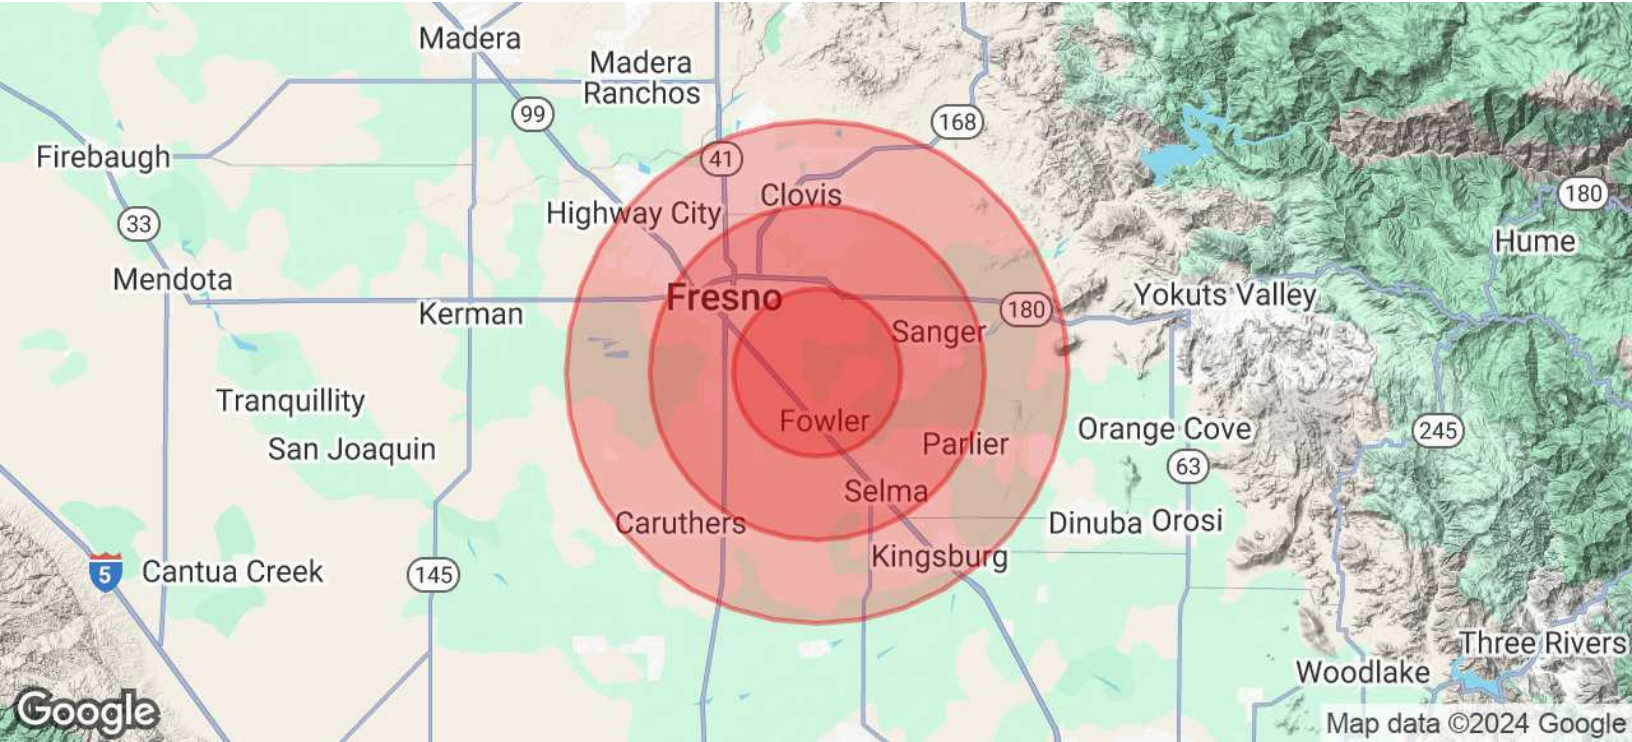 Madera
Madera
Ranchos
99
168
Firebaugh
41
Clovis
180
Highway City
33
Hume
Mendota
Fresno
Yokuts Valley
Kerman
180
Sanger
Tranquillity
Fowler
Orange Cove
245
San Joaquin
Parlier
63
Selma
Caruthers
Dinuba
Orosi
Kingsburg
5
Cantua Creek
145
Three Rivers
Woodlake
Google
Map data ©2024 Google